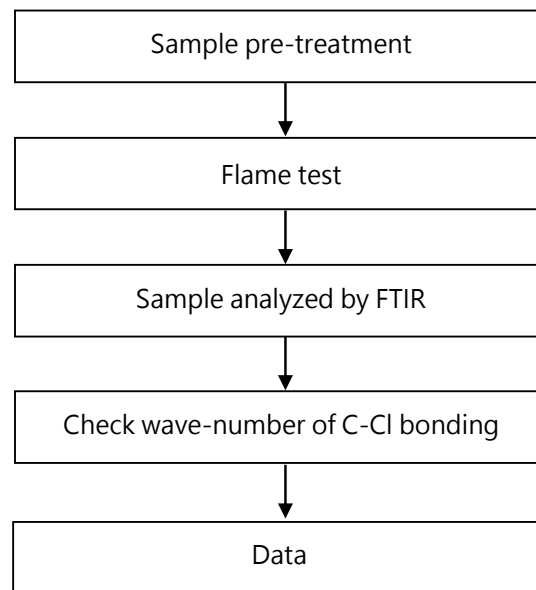 Sample pre-treatment
Flame test
Sample analyzed by FTIR
Check wave-number of C-Cl bonding
Data